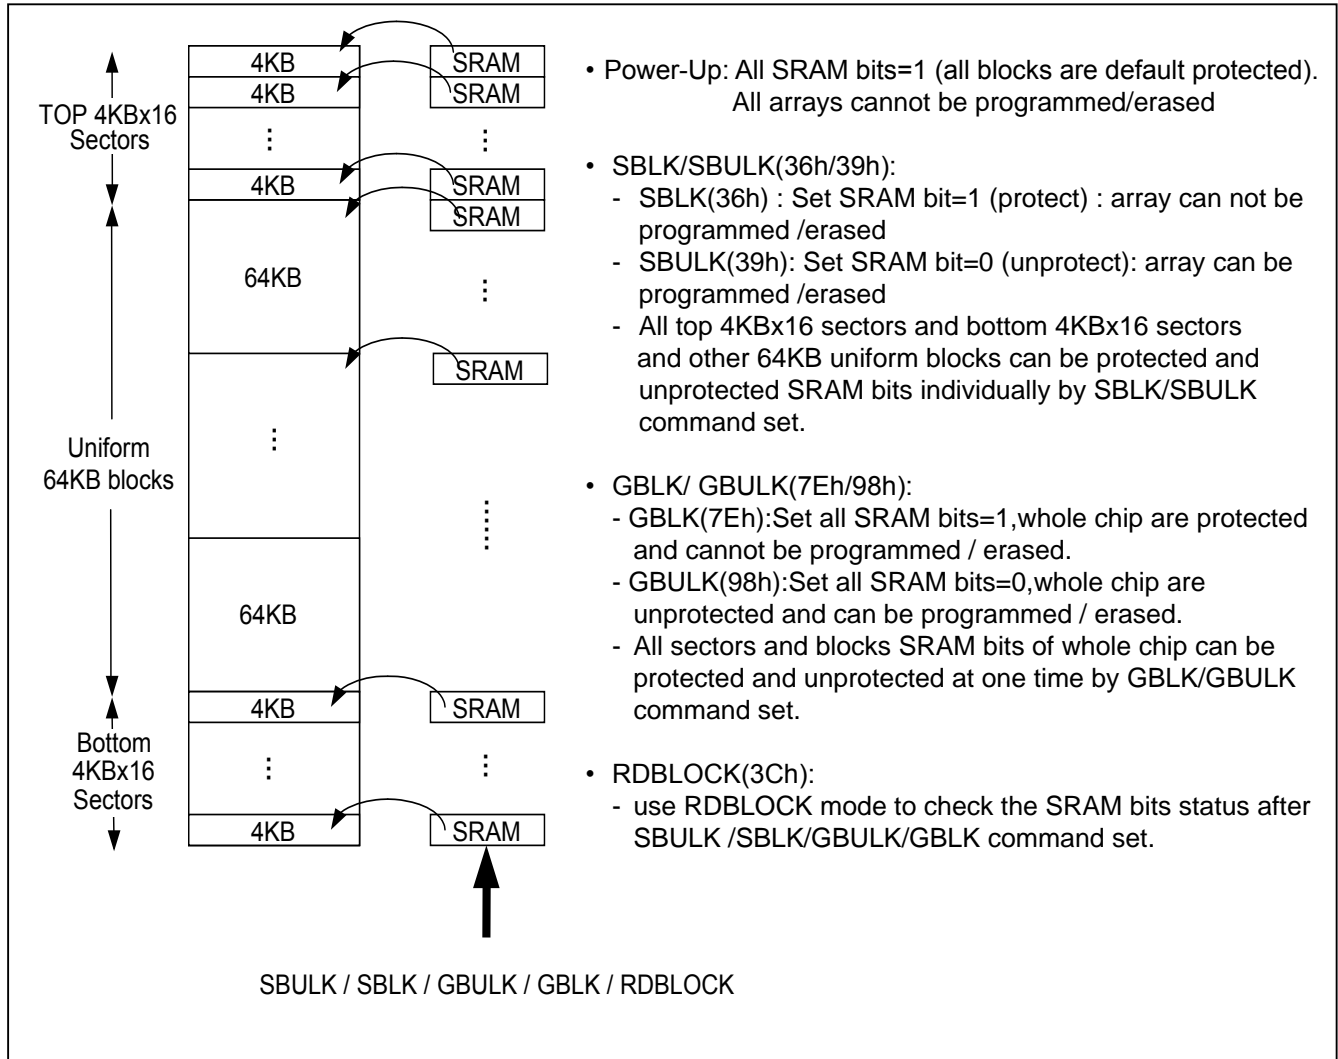 4KB
SRAM
4KB
SRAM
TOP 4KBx16
Sectors
4KB
SRAM
SRAM
64KB
SRAM
Uniform
64KB blocks
64KB
4KB
SRAM
Bottom
4KBx16
Sectors
4KB
SRAM
SBULK / SBLK / GBULK / GBLK / RDBLOCK
• Power-Up: All SRAM bits=1 (all blocks are default protected).
All arrays cannot be programmed/erased
• SBLK/SBULK(36h/39h):
- SBLK(36h) : Set SRAM bit=1 (protect) : array can not be
programmed /erased
- SBULK(39h): Set SRAM bit=0 (unprotect): array can be
programmed /erased
- All top 4KBx16 sectors and bottom 4KBx16 sectors
and other 64KB uniform blocks can be protected and
unprotected SRAM bits individually by SBLK/SBULK
command set.
• GBLK/ GBULK(7Eh/98h):
- GBLK(7Eh):Set all SRAM bits=1,whole chip are protected
and cannot be programmed / erased.
- GBULK(98h):Set all SRAM bits=0,whole chip are
unprotected and can be programmed / erased.
- All sectors and blocks SRAM bits of whole chip can be
protected and unprotected at one time by GBLK/GBULK
command set.
• RDBLOCK(3Ch):
- use RDBLOCK mode to check the SRAM bits status after
SBULK /SBLK/GBULK/GBLK command set.